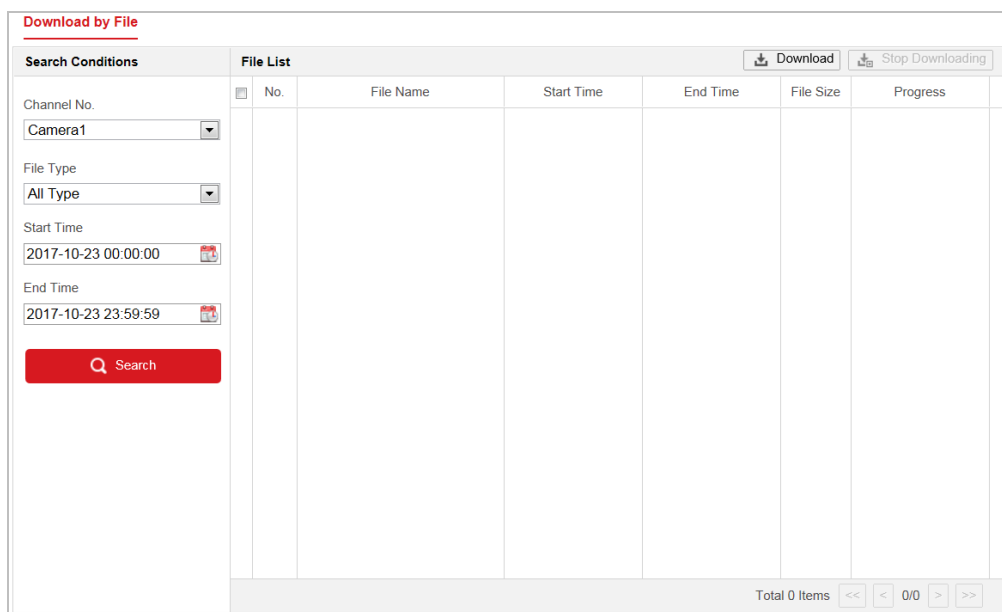 Download by File
Search Conditions
File List
Download
Stop Downloading
No.
File Name
Start Time
End Time
File Size
Progress
Channel No.
Camera1
File Type
All Type
Start Time
2017-10-23 00:00:00
End Time
2017-10-23 23:59:59
Search
Total 0 Items << < 0/0 > >>